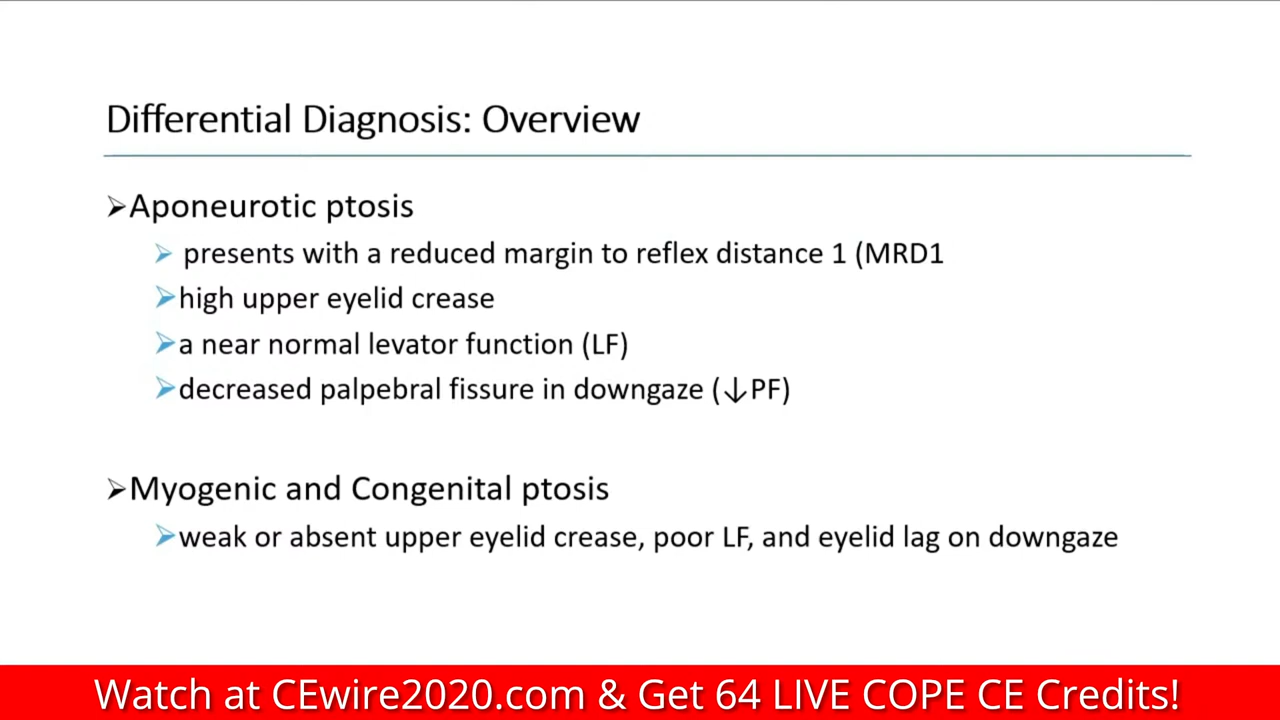 Differential Diagnosis: Overview
➢Aponeurotic ptosis
➢ presents with a reduced margin to reflex distance 1 (MRD1
➢high upper eyelid crease
➢a near normal levator function (LF)
➢decreased palpebral fissure in downgaze (↓PF)
➢Myogenic and Congenital ptosis
➢weak or absent upper eyelid crease, poor LF, and eyelid lag on downgaze
Watch at CEwire2020.com & Get 64 LIVE COPE CE Credits!